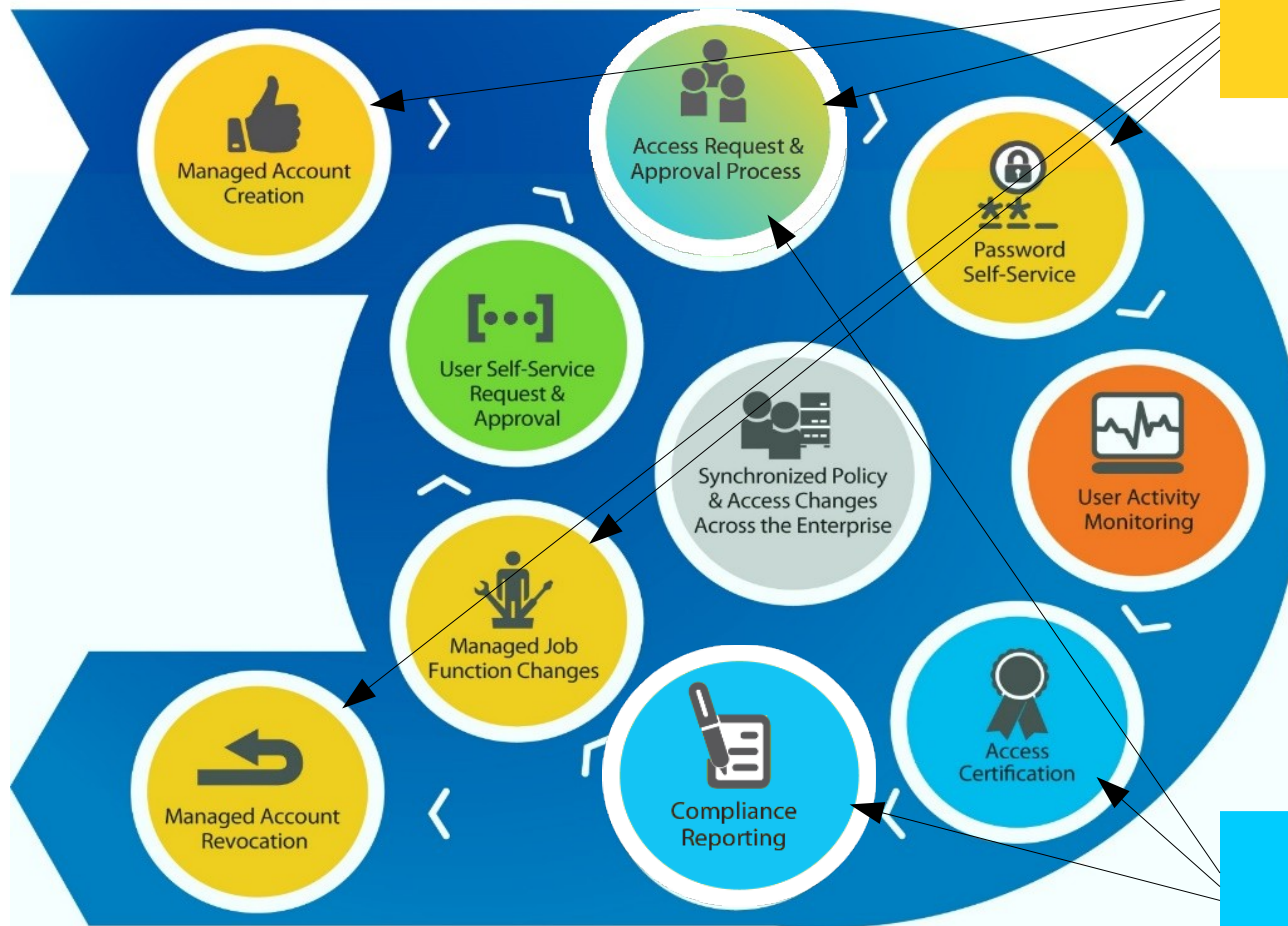 Managed Account
Creation
Access Request &
Approval Process
**_
Password
Self-Service
User Self-Service
Request &
Approval
Synchronized Policy
& Access Changes
Across the Enterprise
User Activity
Monitoring
Managed Job
Function Changes
Access
Certification
Compliance
Reporting
Managed Account
Revocation